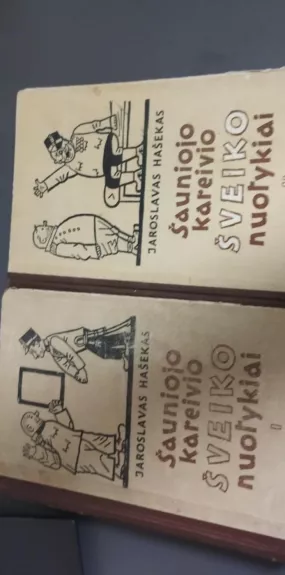 JAROSLAVAS HAŠEKAS
Šauniojo
kareivio
ŠVEIKO
nuotykiai
JAROSLAVAS HAŠEKAS
Šauniojo
kareivio
ŠVEIKO
nuotykiai
I